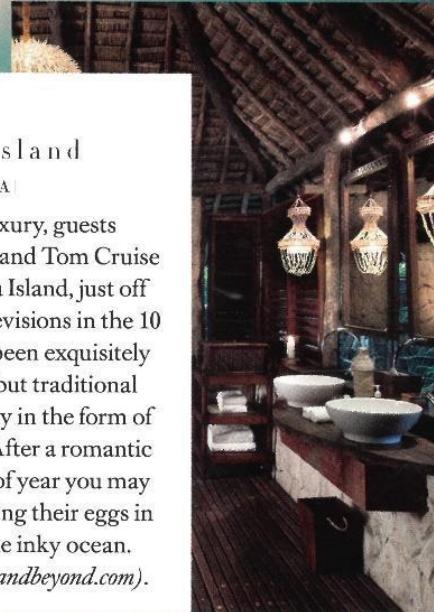 sland
A
xury, guests
and Tom Cruise
Island, just off
evisions in the 10
been exquisitely
but traditional
y in the form of
After a romantic
of year you may
ng their eggs in
e inky ocean.
andbeyond.com).